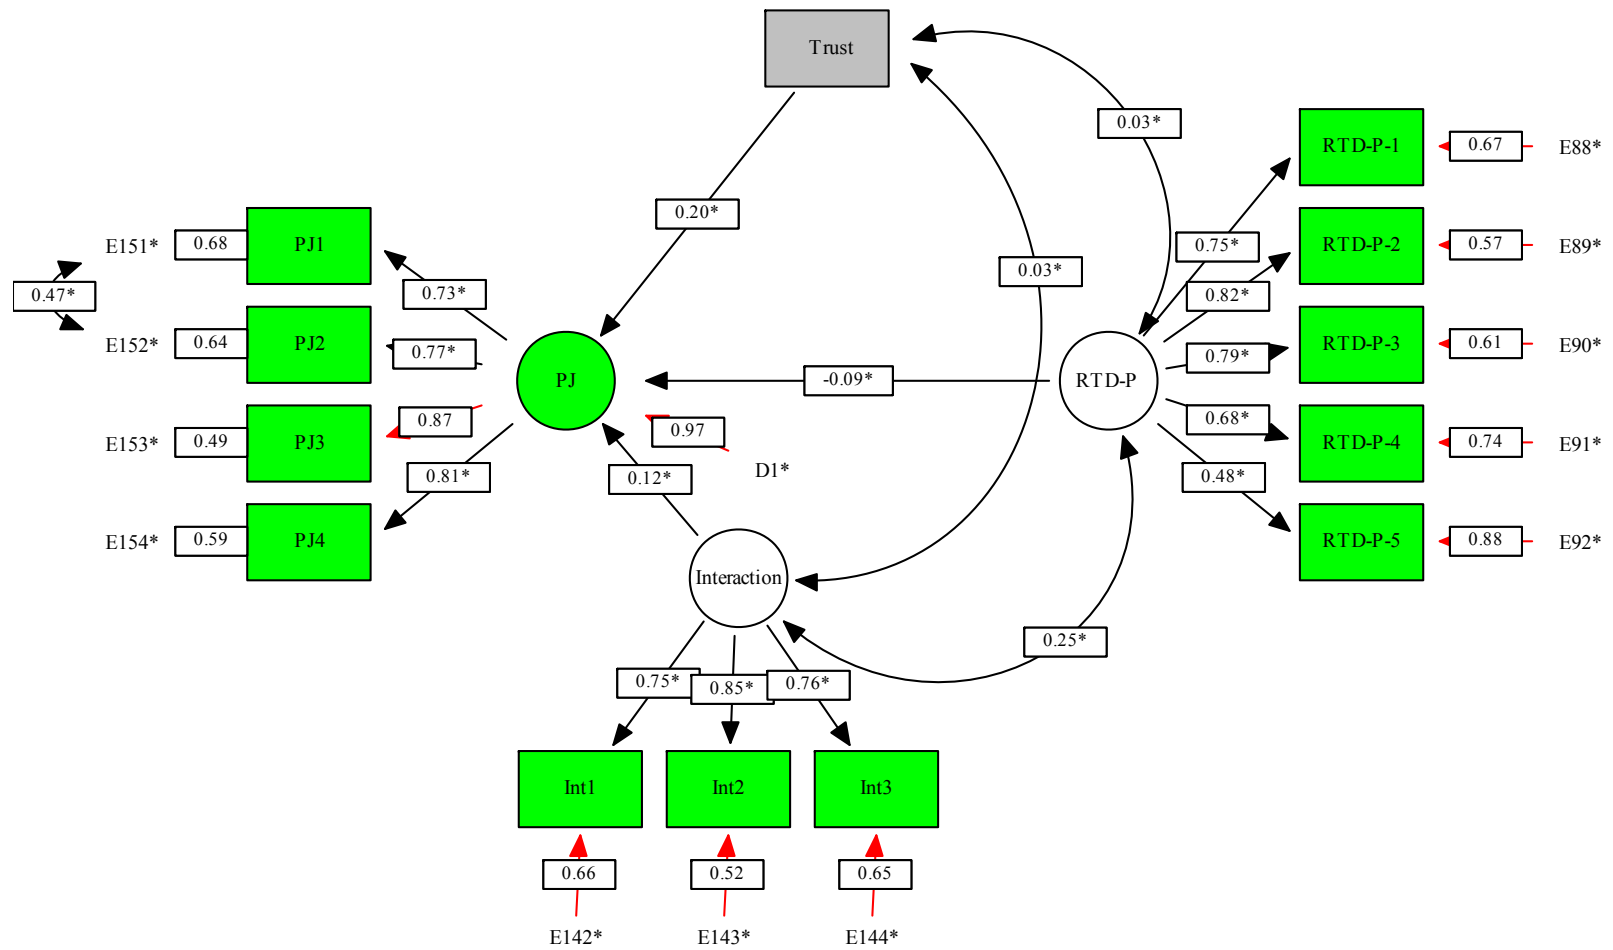 Trust
0.03*
RTD-P-1
0.67
E88*
0.20*
0.75*
E151*
0.68
PJ1
RTD-P-2
0.57
E89*
0.47*
0.73*
0.03*
0.82*
E152*
0.64
PJ2
0.77*
0.79*
RTD-P-3
0.61
E90*
PJ
-0.09*
RTD-P
E153*
0.49
PJ3
0.87
0.97
0.68*
RTD-P-4
0.74
E91*
D1*
0.81*
0.12*
0.48*
E154*
0.59
PJ4
RTD-P-5
0.88
E92*
Interaction
0.25*
0.75*
0.85*
0.76*
Int1
Int2
Int3
0.66
0.52
0.65
E142*
E143*
E144*